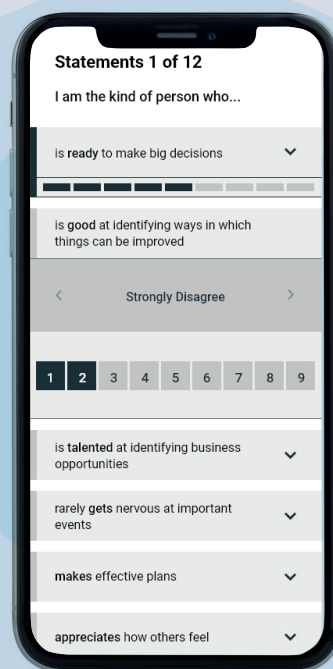 Statements 1 of 12
I am the kind of person who...
is ready to make big decisions
is good at identifying ways in which
things can be improved
Strongly Disagree
1 2 3 4 5 6 7 8 9
is talented at identifying business
opportunities
rarely gets nervous at important
events
makes effective plans
appreciates how others feel